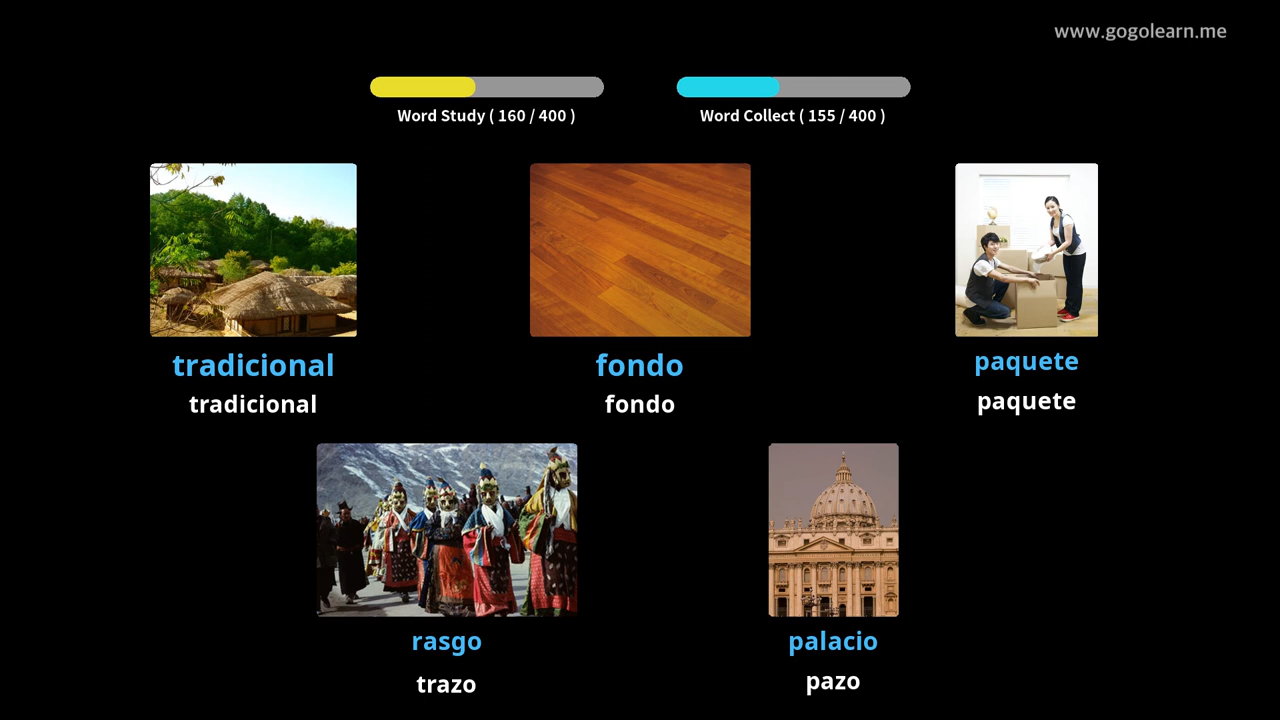 www.gogolearn.me
Word Study ( 160 / 400 )
Word Collect ( 155 / 400 )
tradicional
tradicional
fondo
fondo
paquete
paquete
rasgo
trazo
palacio
pazo